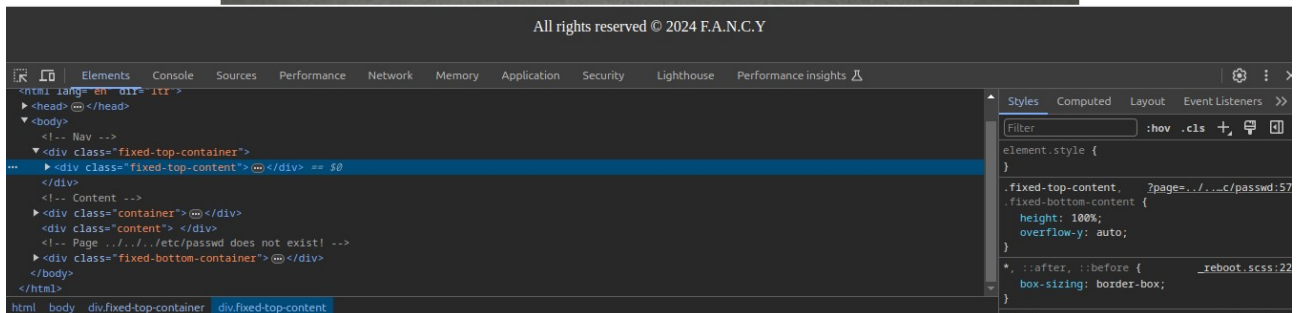 All rights reserved © 2024 F.A.N.C.Y
Elements Console Sources Performance Network Memory Application Security Lighthouse Performance insights
<html lang="en" dir="ltr">
▶ <head> ••• </head>
▼ <body>
<!-- Nav -->
▼ <div class="fixed-top-container">
••• ▶ <div class="fixed-top-content"> ••• </div> == $0
</div>
<!-- Content -->
▶ <div class="container"> ••• </div>
<div class="content"> </div>
<!-- Page ../../../etc/passwd does not exist! -->
▶ <div class="fixed-bottom-container"> ••• </div>
</body>
</html>
html body div.fixed-top-container div.fixed-top-content
Styles Computed Layout Event Listeners >>
Filter :hov .cls +
element.style {
}
.fixed-top-content, ?page=../..…c/passwd:57
.fixed-bottom-content {
height: 100%;
overflow-y: auto;
}
*, ::after, ::before { _reboot.scss:22
box-sizing: border-box;
}